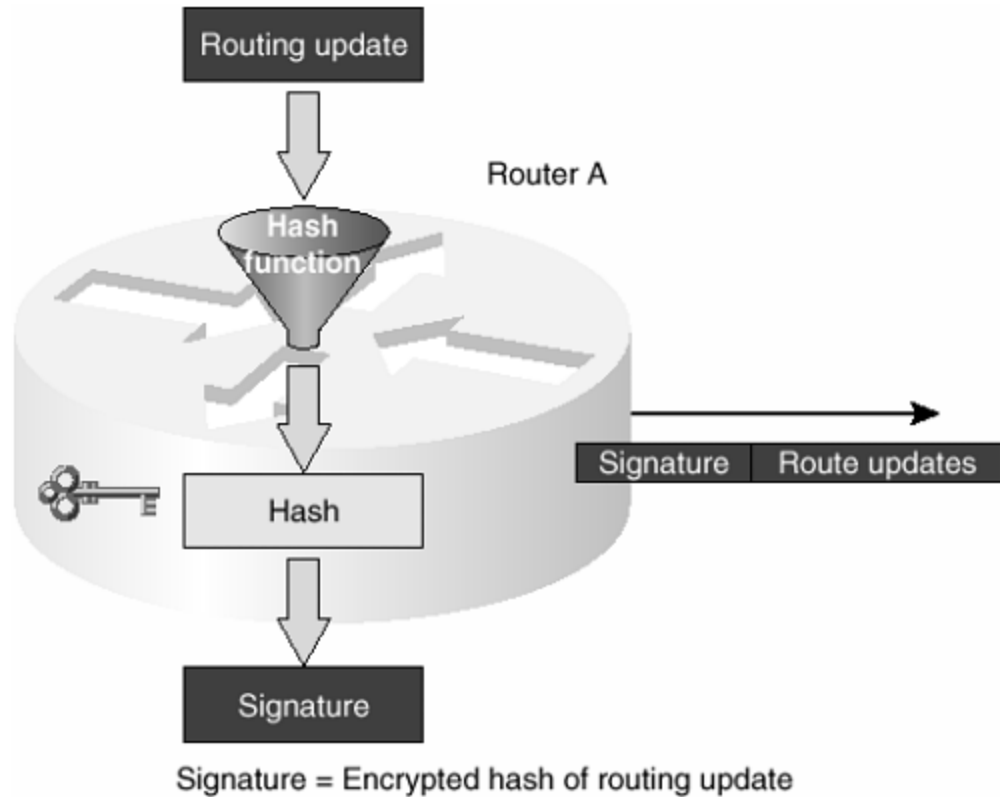 Routing update
Router A
Hash
function
Signature
Route updates
Hash
Signature
Signature = Encrypted hash of routing update